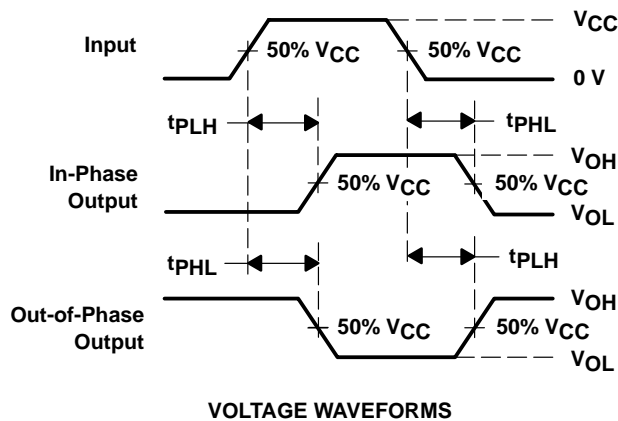 VCC
Input
50% VCC
50% VCC
0 V
tPLH
tPHL
VOH
In-Phase
Output
50% VCC
50% VCC
VOL
tPHL
tPLH
VOH
Out-of-Phase
Output
50% VCC
50% VCC
VOL
VOLTAGE WAVEFORMS